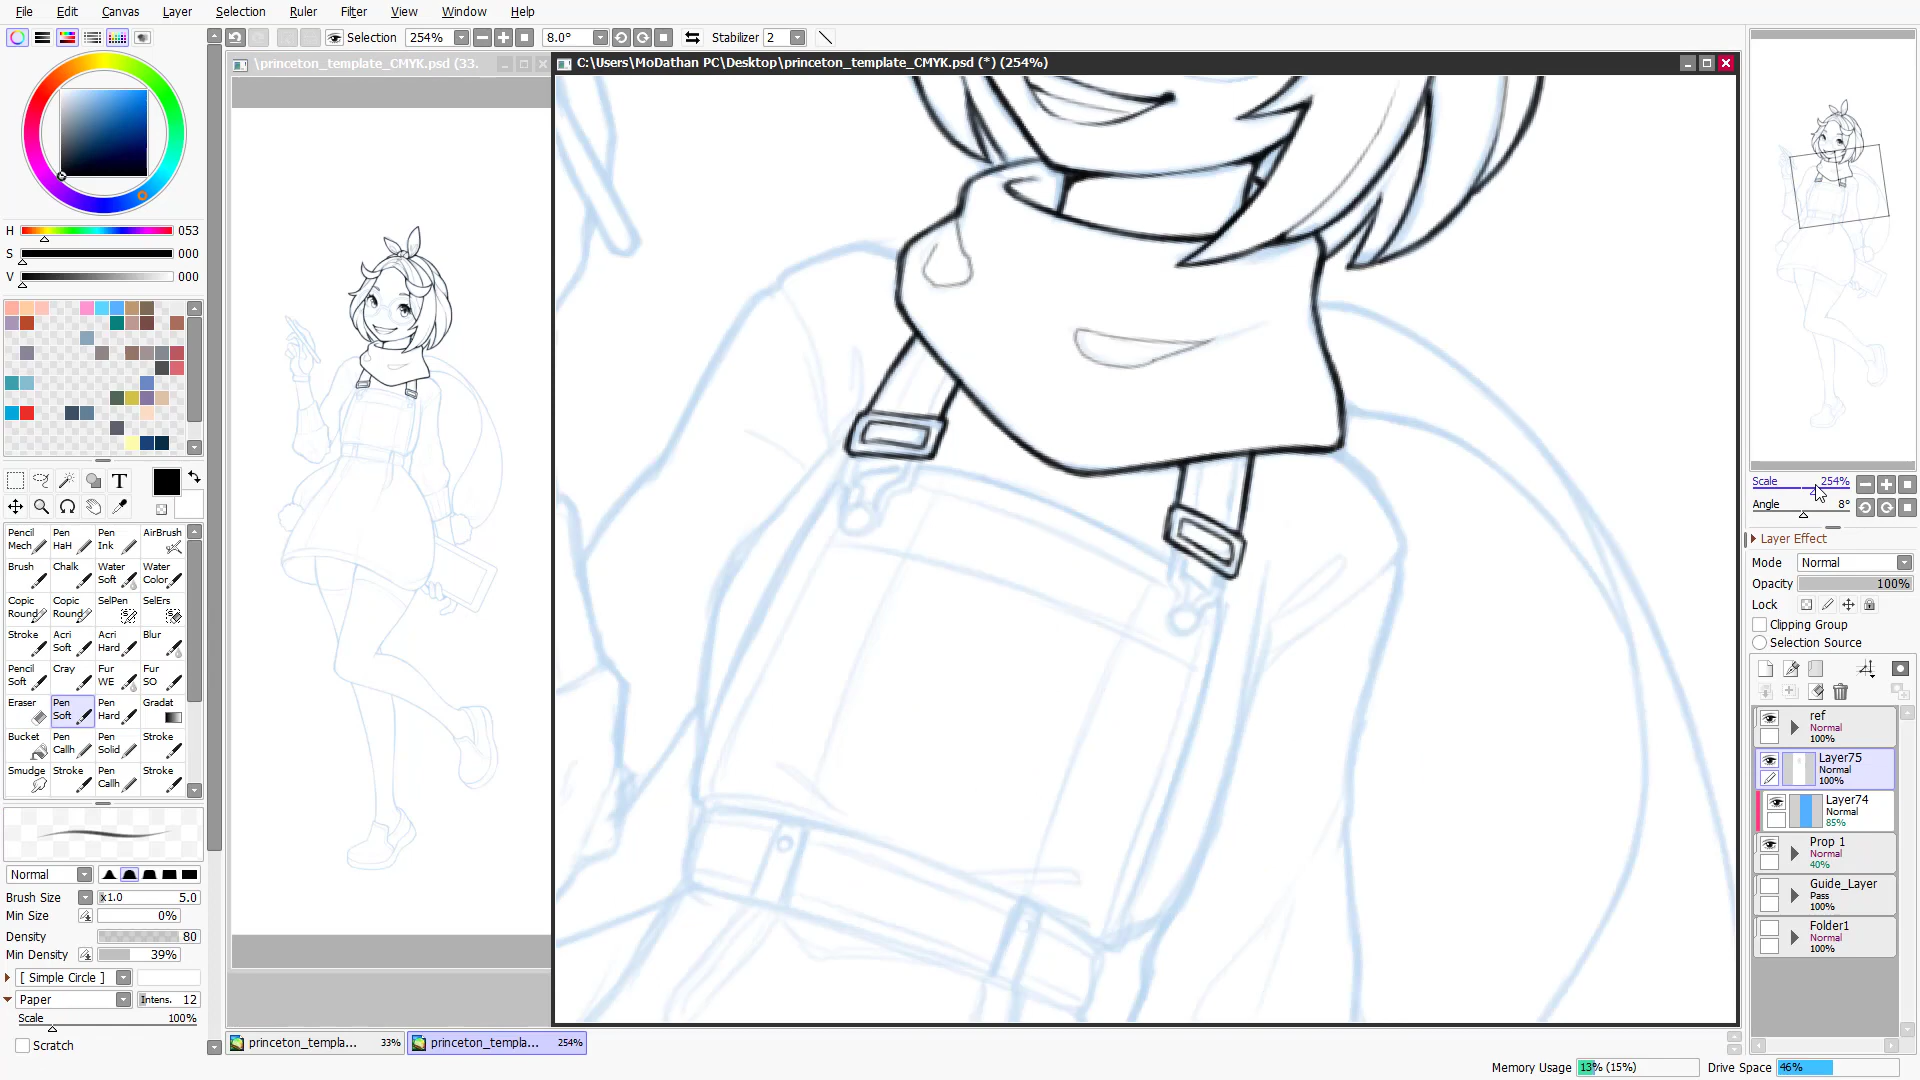 File Edit Canvas Layer Selection Ruler Filter View Window Help
Selection 254% 8.0° Stabilizer 2
\princeton_template_CMYK.psd (33.
C:\Users\MoDathan PC\Desktop\princeton_template_CMYK.psd (*) (254%)
H 053
S 000
V 000
T
Pencil Mech Pen HaH Pen Ink AirBrush
Brush Chalk Water Soft Water Color
Copic Round Copic Round SelPen SelErs
Stroke Acri Soft Acri Hard Blur
Pencil Soft Cray Fur WE Fur SO
Eraser Pen Soft Pen Hard Gradat
Bucket Pen Callh Pen Solid Stroke
Smudge Stroke Pen Callh Stroke
Normal
Brush Size x1.0 5.0
Min Size 0%
Density 80
Min Density 39%
[ Simple Circle ]
Paper Intens. 12
Scale 100%
Scratch
princeton_templa... 33%
princeton_templa... 254%
Scale 254%
Angle 8°
Layer Effect
Mode Normal
Opacity 100%
Lock
Clipping Group
Selection Source
ref
Normal
100%
Layer75
Normal
100%
Layer74
Normal
85%
Prop 1
Normal
40%
Guide_Layer
Pass
100%
Folder1
Normal
100%
Memory Usage 13% (15%) Drive Space 46%